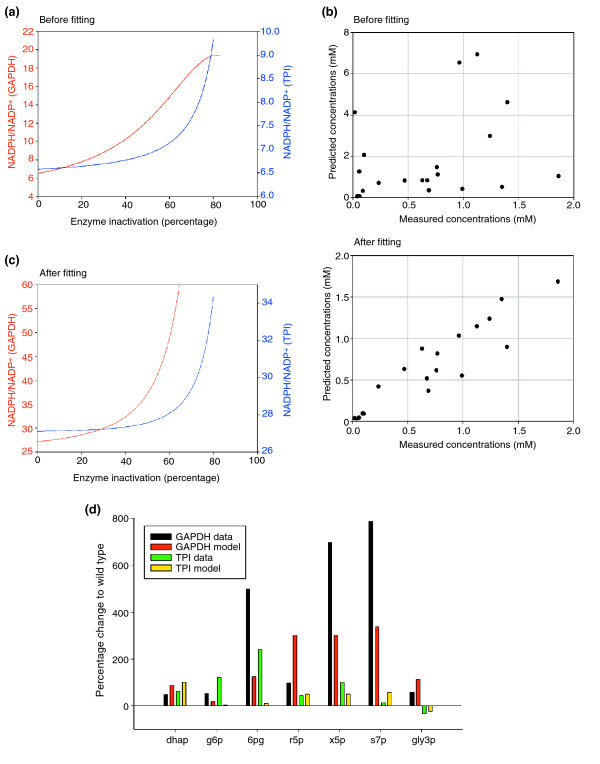 (a)
Before fitting
NADPH/NADP+ (GAPDH)
22
20
18
16
14
12
10
8
6
4
NADPH/NADP+ (TPI)
10.0
9.0
8.5
8.0
7.5
7.0
6.5
6.0
0 20 40 60 80 100
Enzyme inactivation (percentage)
(b)
Before fitting
Predicted concentrations (mM)
8
6
4
2
0
0 0.5 1.0 1.5 2.0
Measured concentrations (mM)
After fitting
Predicted concentrations (mM)
2.0
1.5
1.0
0.5
0.0
0.0 0.5 1.0 1.5 2.0
Measured concentrations (mM)
(c)
After fitting
NADPH/NADP+ (GAPDH)
60
55
50
45
40
35
30
25
NADPH/NADP+ (TPI)
34
32
30
28
26
0 20 40 60 80 100
Enzyme inactivation (percentage)
(d)
Percentage change to wild type
800
600
400
200
0
GAPDH data
GAPDH model
TPI data
TPI model
dhap g6p 6pg r5p x5p s7p gly3p